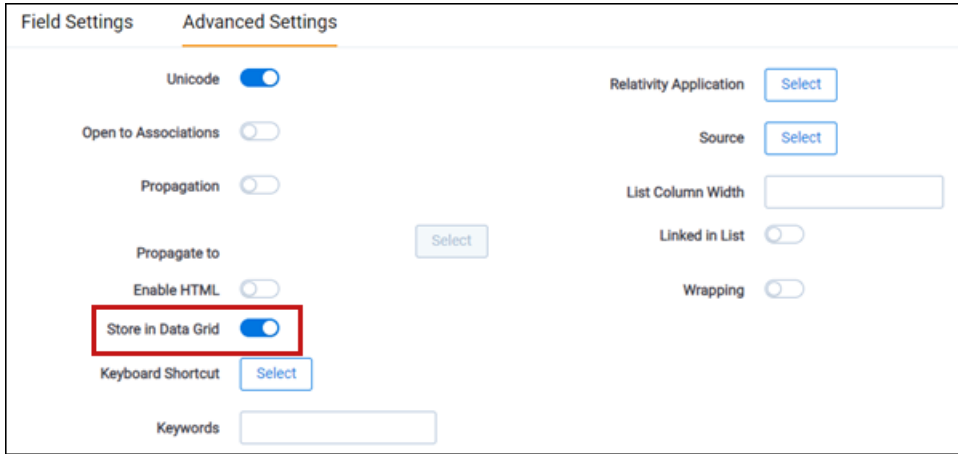 Field Settings
Advanced Settings
Unicode
Open to Associations
Propagation
Propagate to
Select
Enable HTML
Store in Data Grid
Keyboard Shortcut
Select
Keywords
Relativity Application
Select
Source
Select
List Column Width
Linked in List
Wrapping